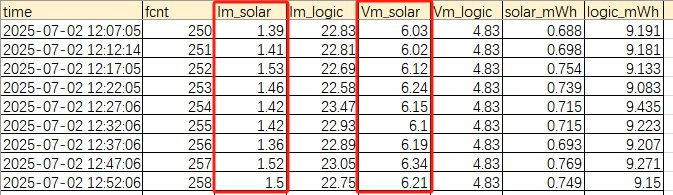 time fcnt Im_solar Im_logic Vm_solar Vm_logic solar_mWh logic_mWh
2025-07-02 12:07:05 250 1.39 22.83 6.03 4.83 0.688 9.191
2025-07-02 12:12:14 251 1.41 22.81 6.02 4.83 0.698 9.181
2025-07-02 12:17:05 252 1.53 22.69 6.12 4.83 0.754 9.133
2025-07-02 12:22:05 253 1.46 22.58 6.24 4.83 0.739 9.083
2025-07-02 12:27:06 254 1.42 23.47 6.15 4.83 0.715 9.435
2025-07-02 12:32:06 255 1.42 22.93 6.1 4.83 0.715 9.223
2025-07-02 12:37:06 256 1.36 22.89 6.19 4.83 0.693 9.207
2025-07-02 12:47:06 257 1.52 23.05 6.34 4.83 0.769 9.271
2025-07-02 12:52:06 258 1.5 22.75 6.21 4.83 0.749 9.15